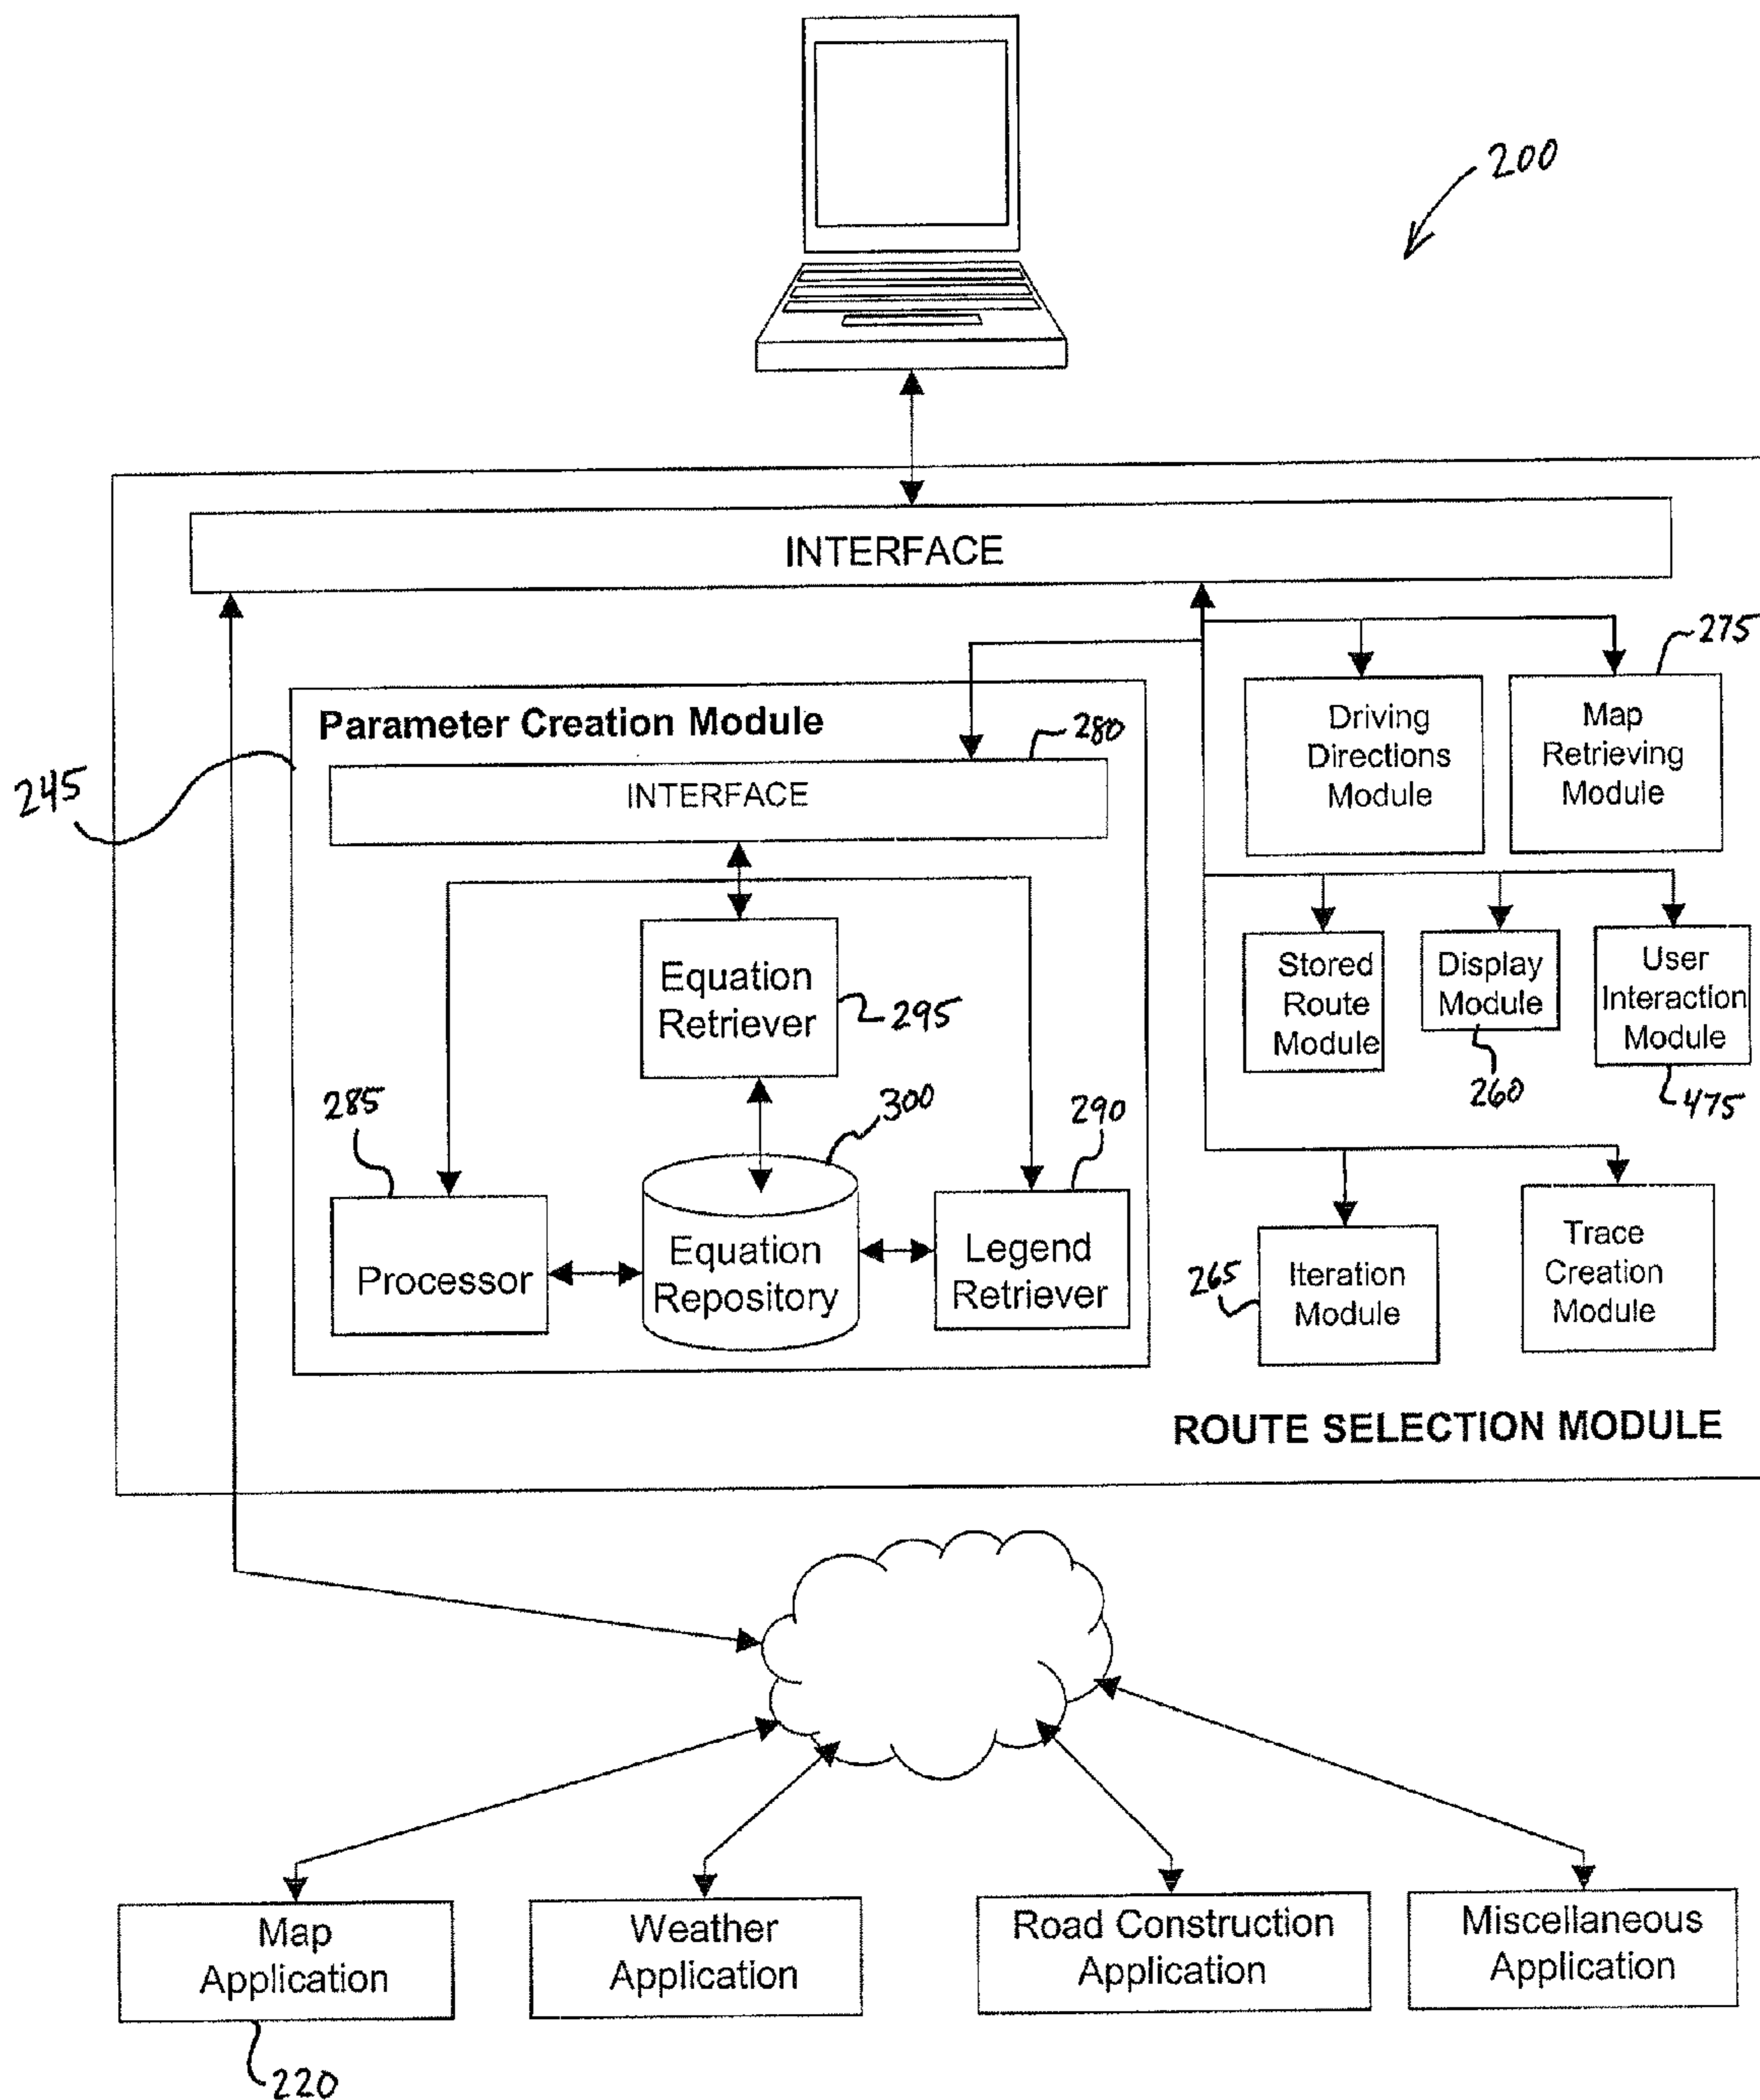 200
INTERFACE
275
Parameter Creation Module
280
245
INTERFACE
Driving
Directions
Module
Map
Retrieving
Module
Equation
Retriever
295
Stored
Route
Module
Display
Module
260
User
Interaction
Module
475
285
300
290
Processor
Equation
Repository
Legend
Retriever
265
Iteration
Module
Trace
Creation
Module
ROUTE SELECTION MODULE
Map
Application
Weather
Application
Road Construction
Application
Miscellaneous
Application
220